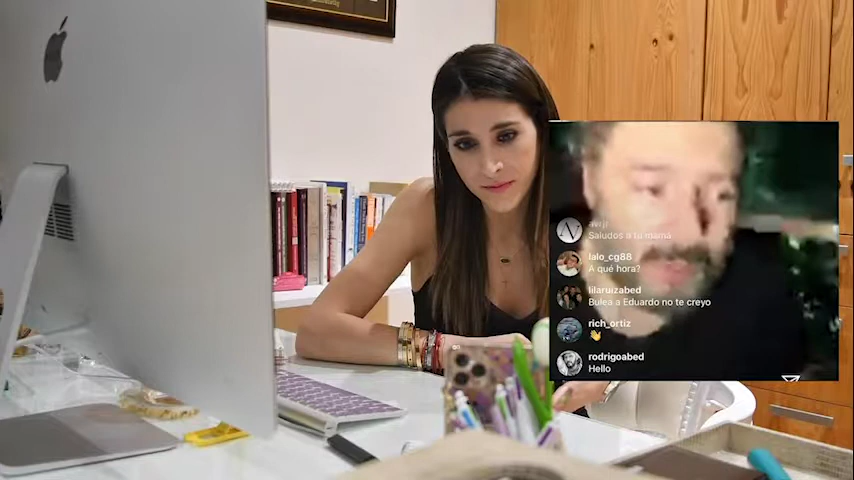 Saludos a tu mamá
lalo_cg88
A qué hora?
lilaruizabed
Bulea a Eduardo no te creyo
rich_ortiz
👋
rodrigoabed
Hello